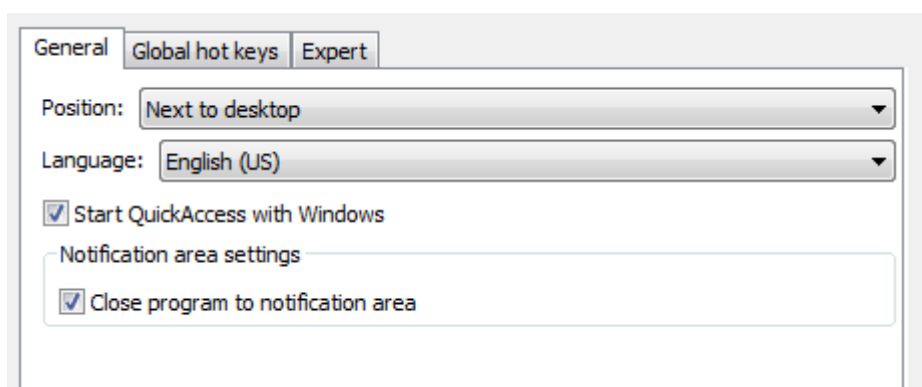 General Global hot keys Expert
Position: Next to desktop
Language: English (US)
Start QuickAccess with Windows
Notification area settings
Close program to notification area